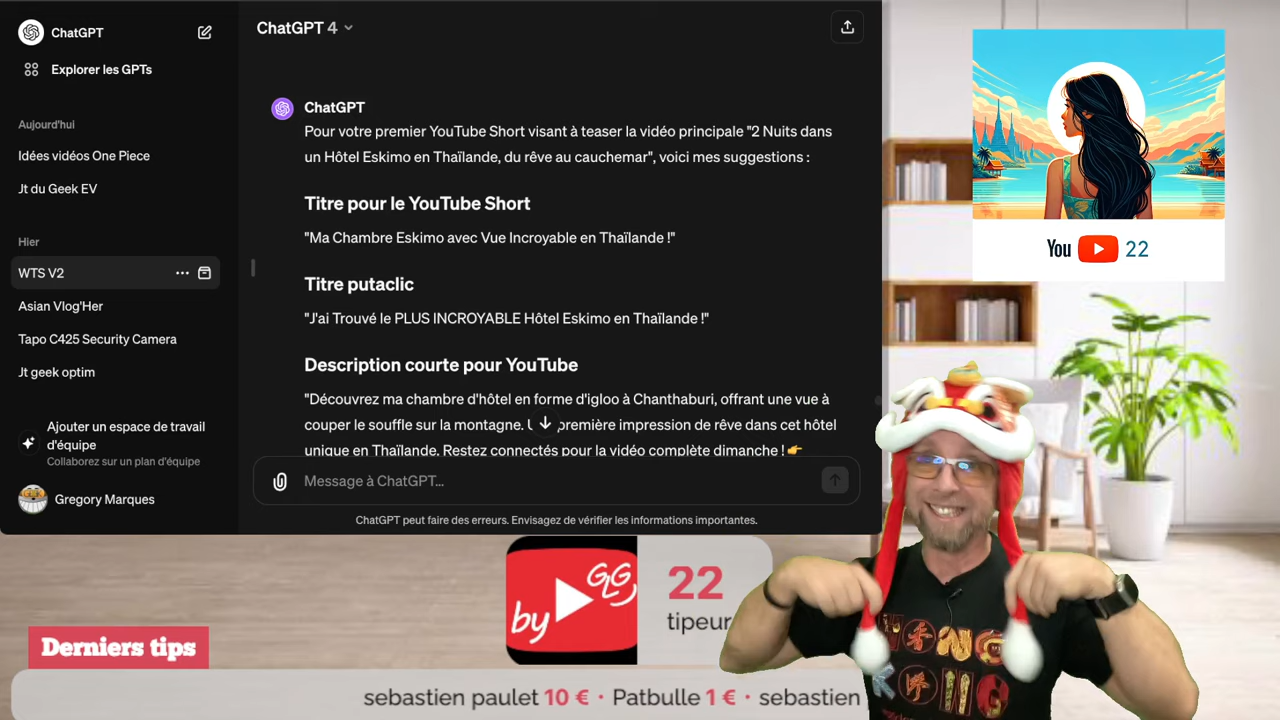 ChatGPT
Explorer les GPTs
Aujourd'hui
Idées vidéos One Piece
Jt du Geek EV
Hier
WTS V2
Asian Vlog'Her
Tapo C425 Security Camera
Jt geek optim
Ajouter un espace de travail
d'équipe
Collaborez sur un plan d'équipe
Gregory Marques
ChatGPT 4
ChatGPT
Pour votre premier YouTube Short visant à teaser la vidéo principale "2 Nuits dans
un Hôtel Eskimo en Thaïlande, du rêve au cauchemar", voici mes suggestions :
Titre pour le YouTube Short
"Ma Chambre Eskimo avec Vue Incroyable en Thaïlande !"
Titre putaclic
"J'ai Trouvé le PLUS INCROYABLE Hôtel Eskimo en Thaïlande !"
Description courte pour YouTube
"Découvrez ma chambre d'hôtel en forme d'igloo à Chanthaburi, offrant une vue à
couper le souffle sur la montagne. première impression de rêve dans cet hôtel
unique en Thaïlande. Restez connectés pour la vidéo complète dimanche ! 👉
Message à ChatGPT...
ChatGPT peut faire des erreurs. Envisagez de vérifier les informations importantes.
You 22
by GLG
22
tipeur
Derniers tips
sebastien paulet 10 € · Patbulle 1 € · sebastien
HONG
KONG